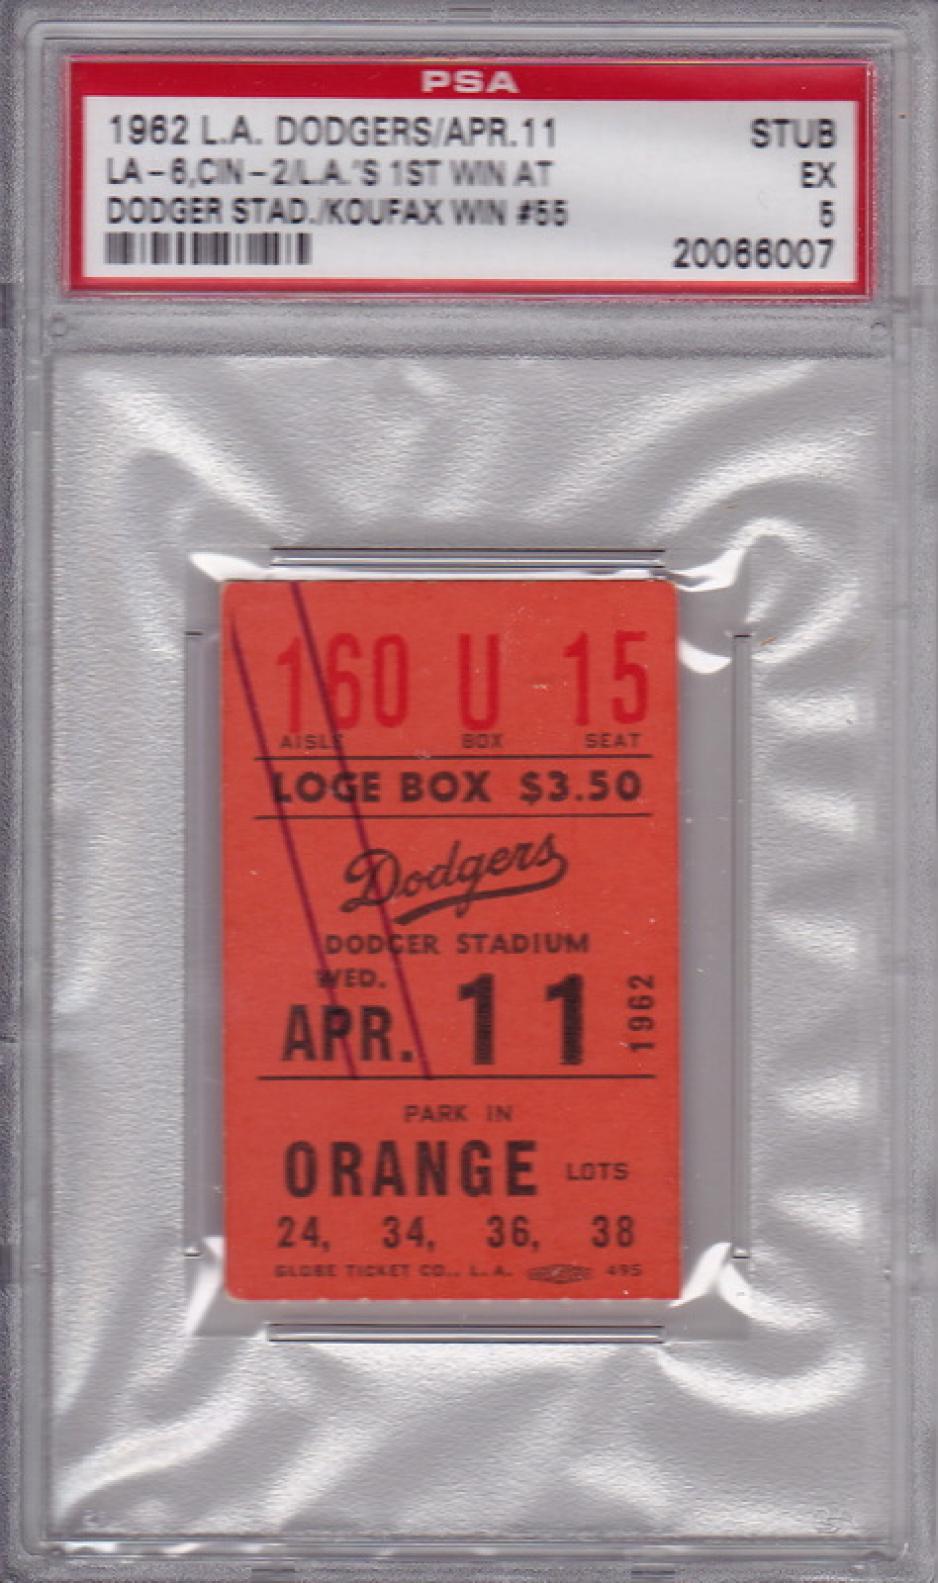 PSA
1962 L.A. DODGERS/APR.11 STUB
LA-6,CIN-2/L.A.'S 1ST WIN AT EX
DODGER STAD./KOUFAX WIN #55 5
20066007
160 U 15
AISLE BOX SEAT
LOGE BOX $3.50
Dodgers
DODGER STADIUM
WED.
APR. 11 1962
PARK IN
ORANGE LOTS
24, 34, 36, 38
GLOBE TICKET CO., L.A. 495